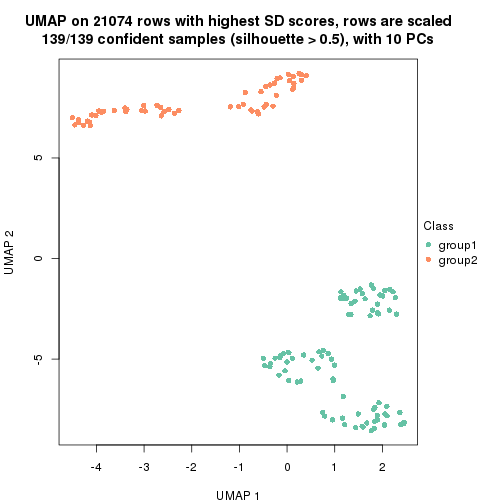 UMAP on 21074 rows with highest SD scores, rows are scaled
139/139 confident samples (silhouette > 0.5), with 10 PCs
5
0
-5
UMAP 2
-4
-3
-2
-1
0
1
2
UMAP 1
Class
group1
group2